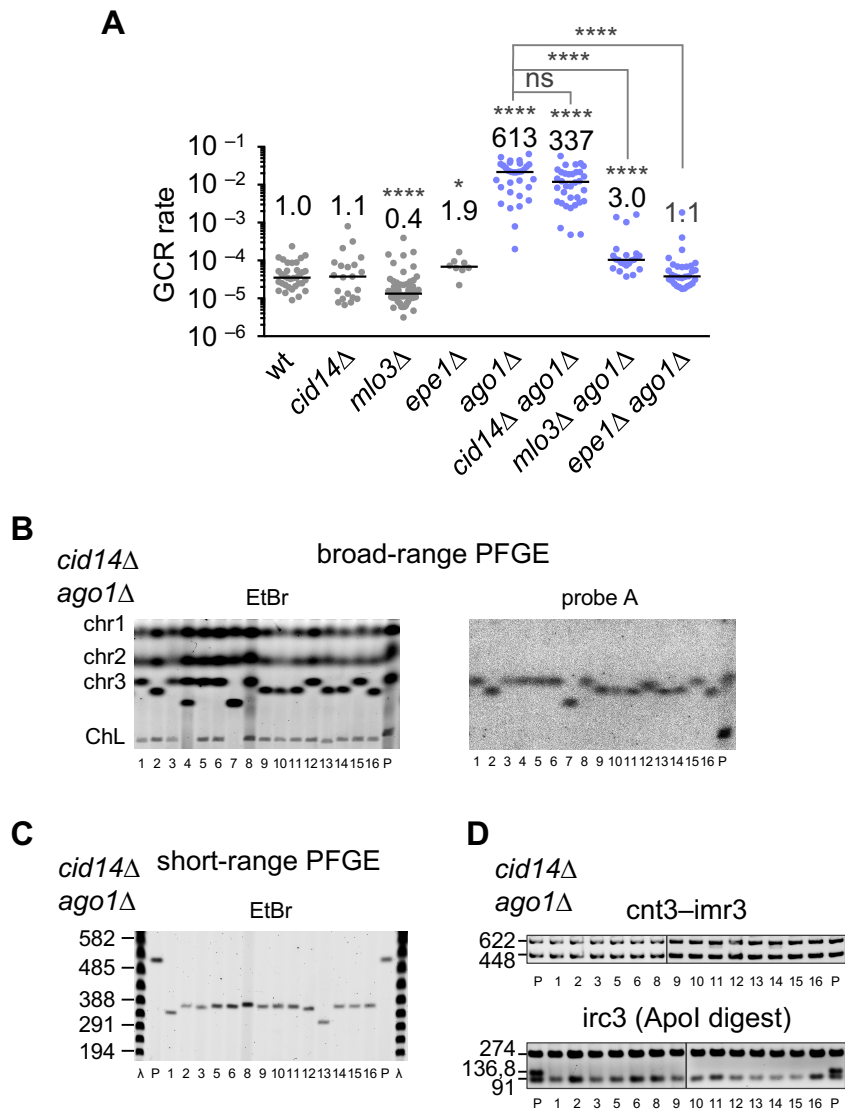 A
****
****
ns
**** ****
613 337
****
3.0
1.1
****
0.4
*
1.9
1.0 1.1
GCR rate
10 –1
10 –2
10 –3
10 –4
10 –5
10 –6
wt
cid14Δ
mlo3Δ
epe1Δ
ago1Δ
cid14Δ ago1Δ
mlo3Δ ago1Δ
epe1Δ ago1Δ
B
cid14Δ
ago1Δ
broad-range PFGE
EtBr
probe A
chr1
chr2
chr3
ChL
1 2 3 4 5 6 7 8 9 10 11 12 13 14 15 16 P
1 2 3 4 5 6 7 8 9 10 11 12 13 14 15 16 P
C
cid14Δ
ago1Δ
short-range PFGE
EtBr
582
485
388
291
194
λ P 1 2 3 5 6 8 9 10 11 12 13 14 15 16 P λ
D
cid14Δ
ago1Δ
cnt3–imr3
622
448
P 1 2 3 5 6 8 9 10 11 12 13 14 15 16 P
irc3 (ApoI digest)
274
136,8
91
P 1 2 3 5 6 8 9 10 11 12 13 14 15 16 P